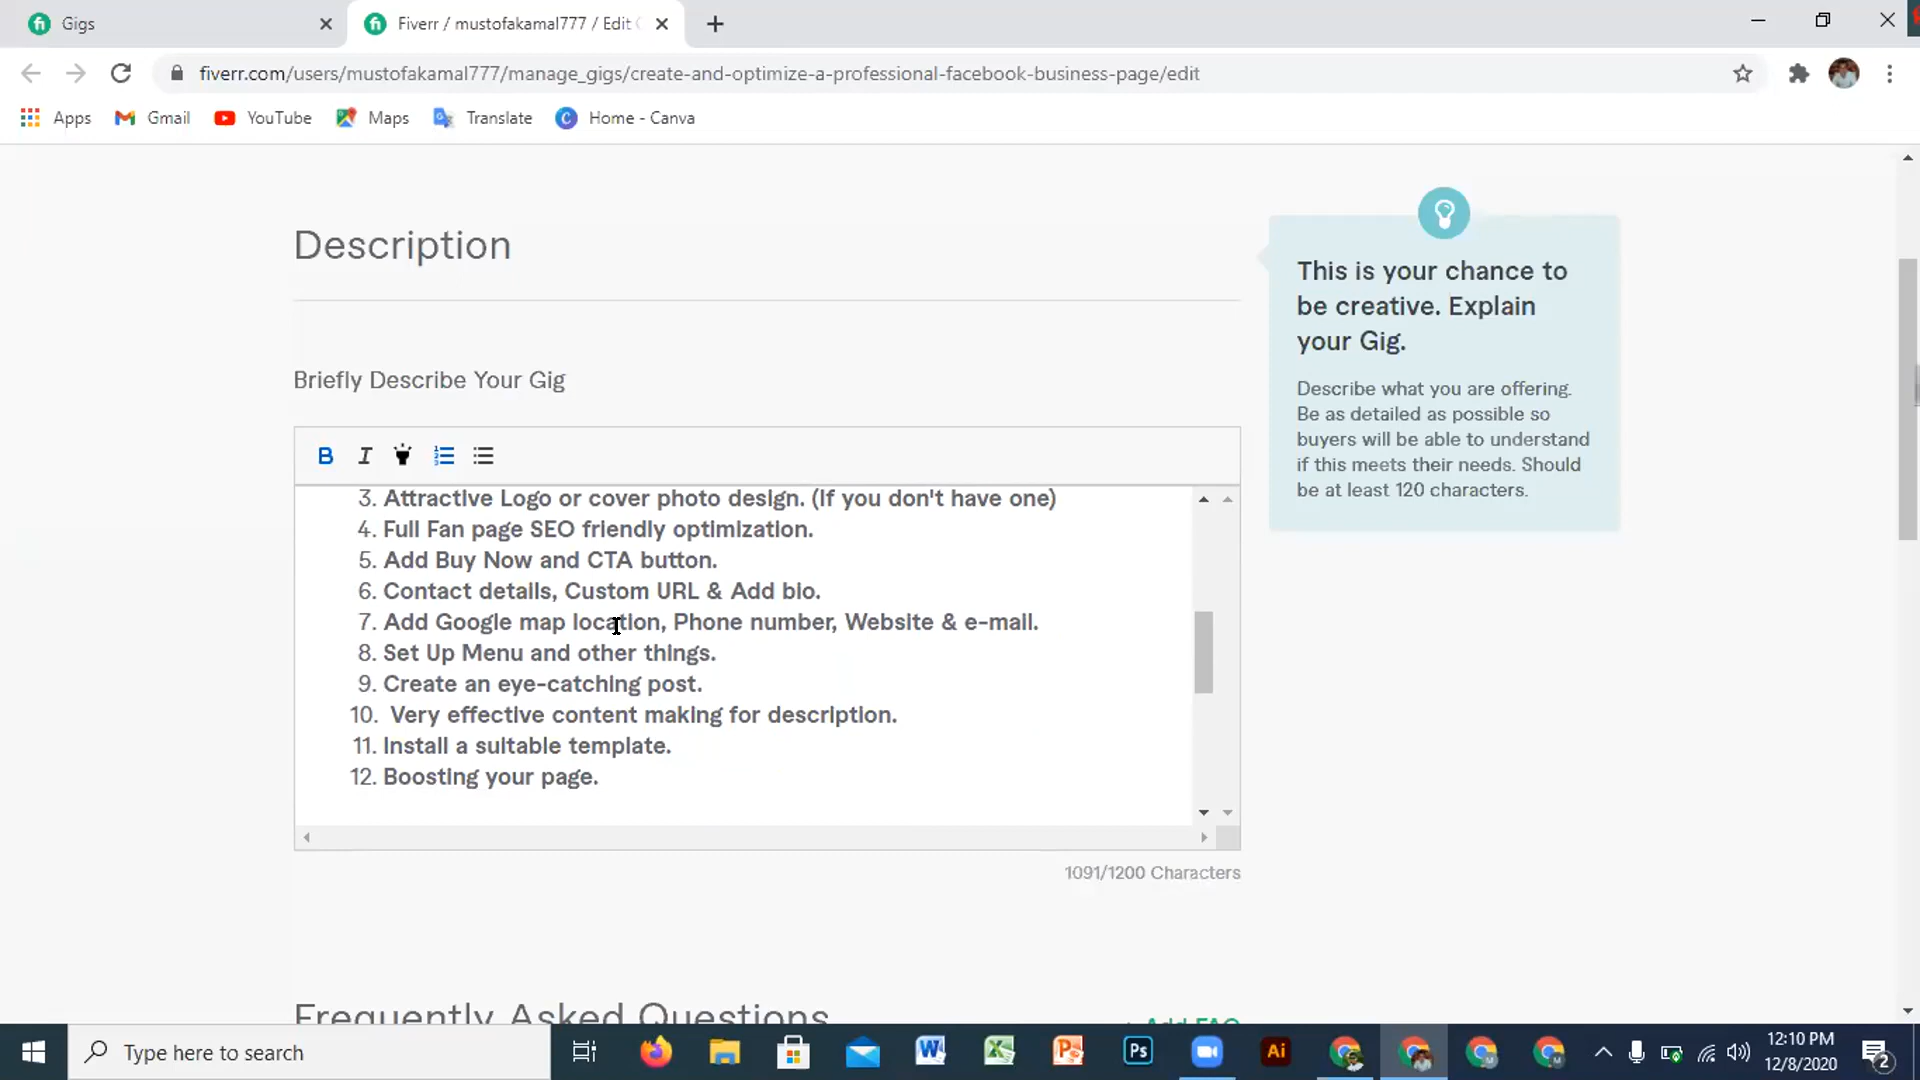 Gigs
Fiverr / mustofakamal777 / Edit
fiverr.com/users/mustofakamal777/manage_gigs/create-and-optimize-a-professional-facebook-business-page/edit
Apps Gmail YouTube Maps Translate Home - Canva
Description
Briefly Describe Your Gig
B I
3. Attractive Logo or cover photo design. (If you don't have one)
4. Full Fan page SEO friendly optimization.
5. Add Buy Now and CTA button.
6. Contact details, Custom URL & Add bio.
7. Add Google map location, Phone number, Website & e-mail.
8. Set Up Menu and other things.
9. Create an eye-catching post.
10. Very effective content making for description.
11. Install a suitable template.
12. Boosting your page.
1091/1200 Characters
This is your chance to
be creative. Explain
your Gig.
Describe what you are offering.
Be as detailed as possible so
buyers will be able to understand
if this meets their needs. Should
be at least 120 characters.
Frequently Asked Questions
Add FAQ
Type here to search
Ps
Ai
12:10 PM
12/8/2020
2